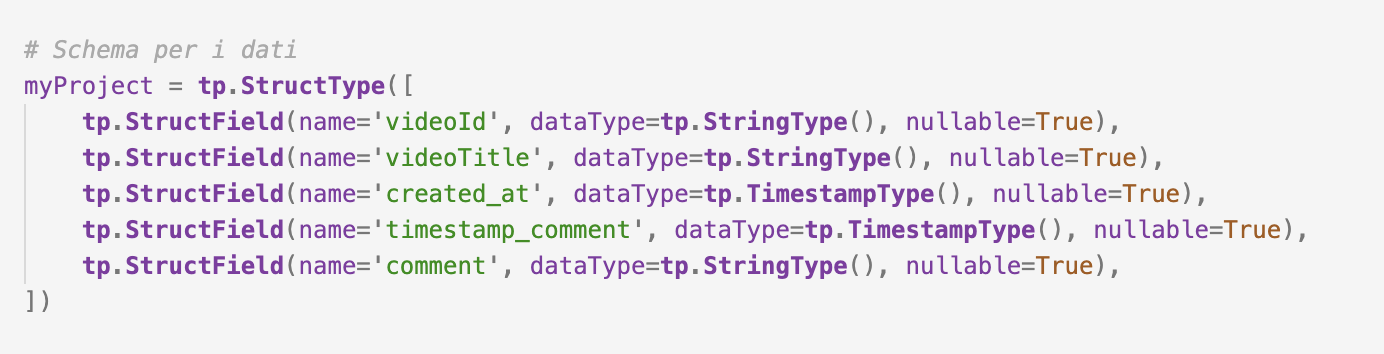 # Schema per i dati
myProject = tp.StructType([
    tp.StructField(name='videoId', dataType=tp.StringType(), nullable=True),
    tp.StructField(name='videoTitle', dataType=tp.StringType(), nullable=True),
    tp.StructField(name='created_at', dataType=tp.TimestampType(), nullable=True),
    tp.StructField(name='timestamp_comment', dataType=tp.TimestampType(), nullable=True),
    tp.StructField(name='comment', dataType=tp.StringType(), nullable=True),
])